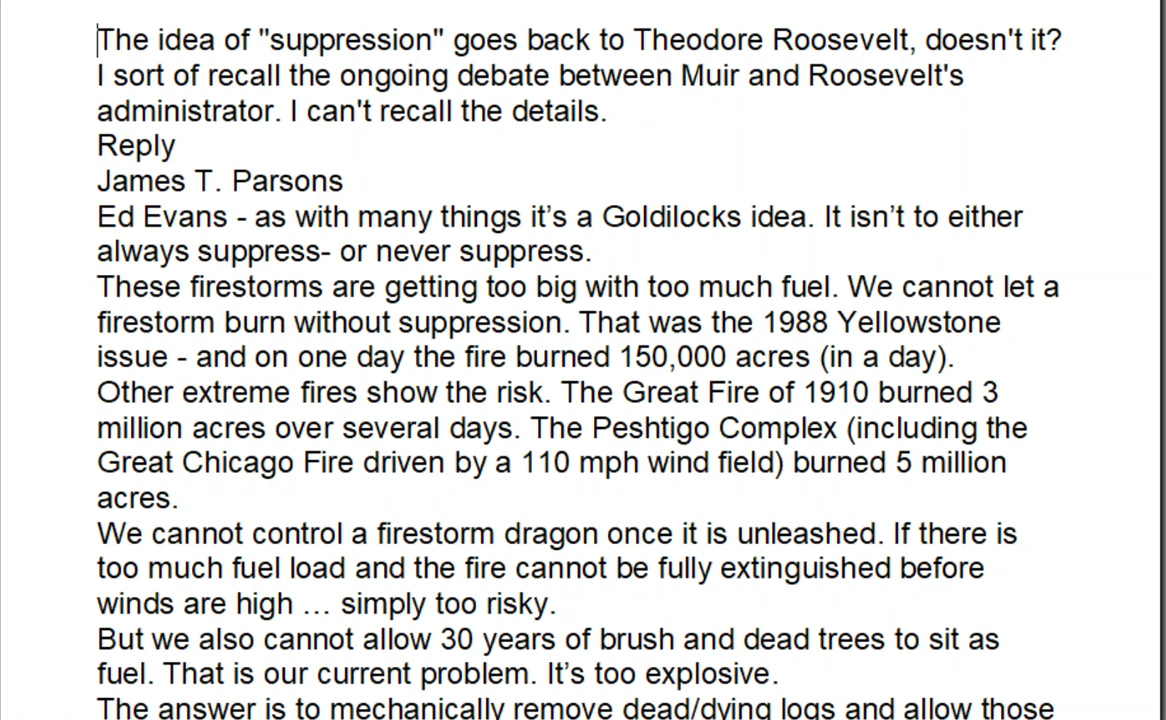 The idea of "suppression" goes back to Theodore Roosevelt, doesn't it?
I sort of recall the ongoing debate between Muir and Roosevelt's
administrator. I can't recall the details.
Reply
James T. Parsons
Ed Evans - as with many things it’s a Goldilocks idea. It isn’t to either
always suppress- or never suppress.
These firestorms are getting too big with too much fuel. We cannot let a
firestorm burn without suppression. That was the 1988 Yellowstone
issue - and on one day the fire burned 150,000 acres (in a day).
Other extreme fires show the risk. The Great Fire of 1910 burned 3
million acres over several days. The Peshtigo Complex (including the
Great Chicago Fire driven by a 110 mph wind field) burned 5 million
acres.
We cannot control a firestorm dragon once it is unleashed. If there is
too much fuel load and the fire cannot be fully extinguished before
winds are high … simply too risky.
But we also cannot allow 30 years of brush and dead trees to sit as
fuel. That is our current problem. It’s too explosive.
The answer is to mechanically remove dead/dying logs and allow those